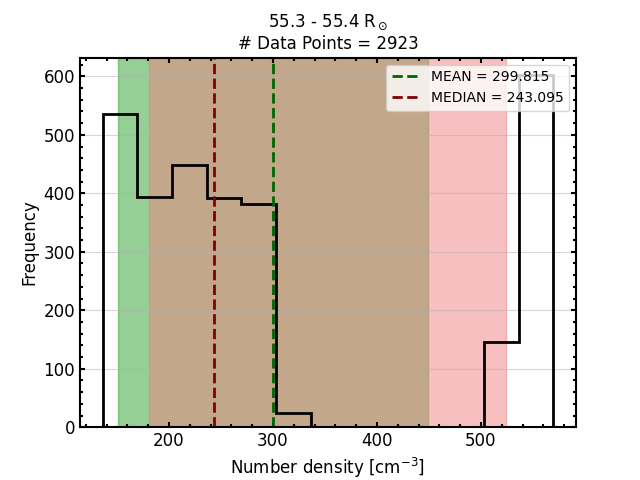 55.3 - 55.4 R⊙
# Data Points = 2923
600
500
400
300
200
100
0
Frequency
MEAN = 299.815
MEDIAN = 243.095
200 300 400 500
Number density [cm⁻³]